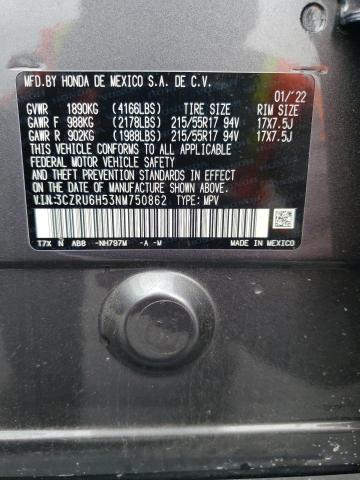 MFD.BY HONDA DE MEXICO S.A. DE C.V.
01/'22
GVWR 1890KG (4166LBS) TIRE SIZE RIM SIZE
GAWR F 988KG (2178LBS) 215/55R17 94V 17X7.5J
GAWR R 902KG (1988LBS) 215/55R17 94V 17X7.5J
THIS VEHICLE CONFORMS TO ALL APPLICABLE
FEDERAL MOTOR VEHICLE SAFETY STANDARDS
IN EFFECT ON THE DATE OF MANUFACTURE SHOWN ABOVE.
V.I.N:3CZRU6H53NM750862 TYPE: MPV
T7X N ABB -NH797M -A -M MADE IN MEXICO